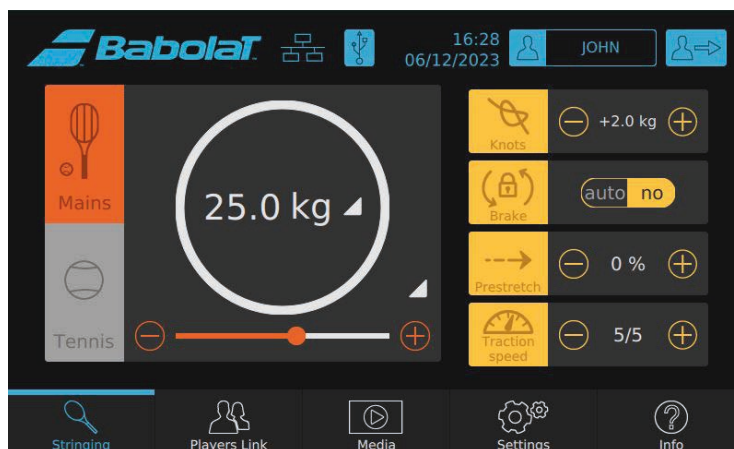 Babolat
16:28
06/12/2023
JOHN
Mains
Tennis
25.0 kg
Knots
+2.0 kg
Brake
auto no
Prestretch
0 %
Traction
speed
5/5
Stringing
Players Link
Media
Settings
Info